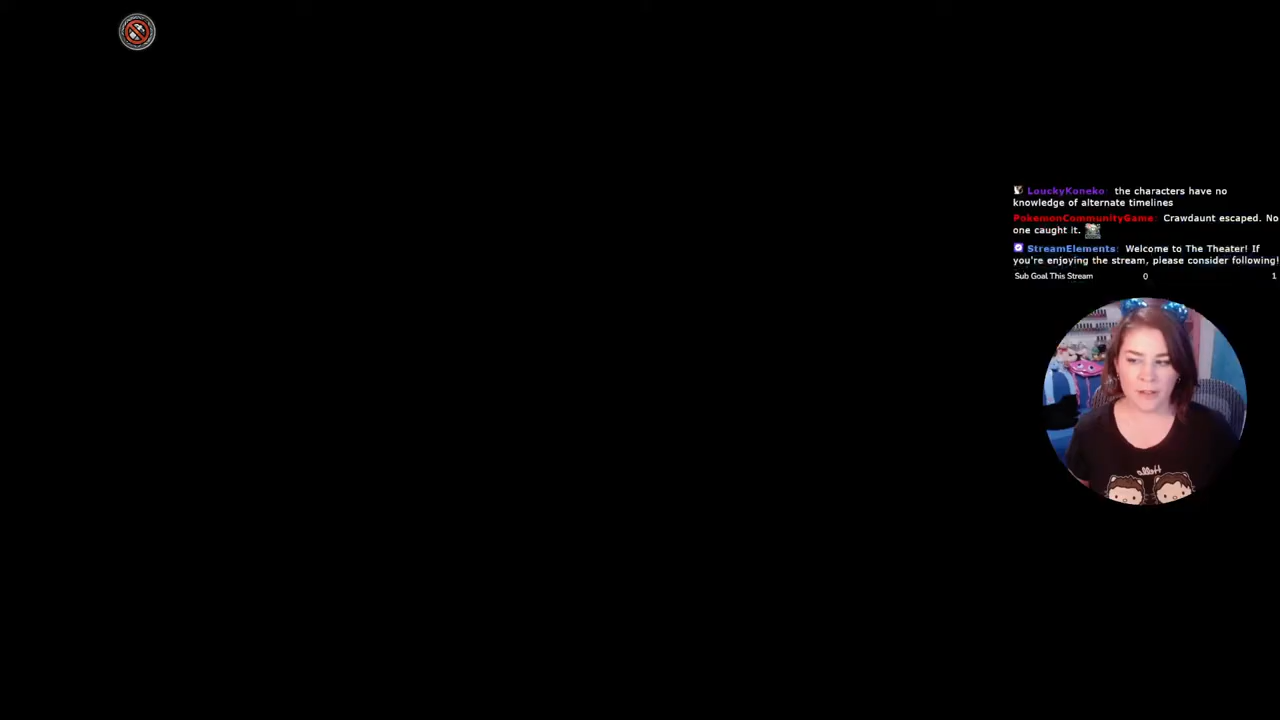 LouckyKoneko: the characters have no
knowledge of alternate timelines
PokemonCommunityGame: Crawdaunt escaped. No
one caught it.
StreamElements: Welcome to The Theater! If
you're enjoying the stream, please consider following!
Sub Goal This Stream 0 1
Hello